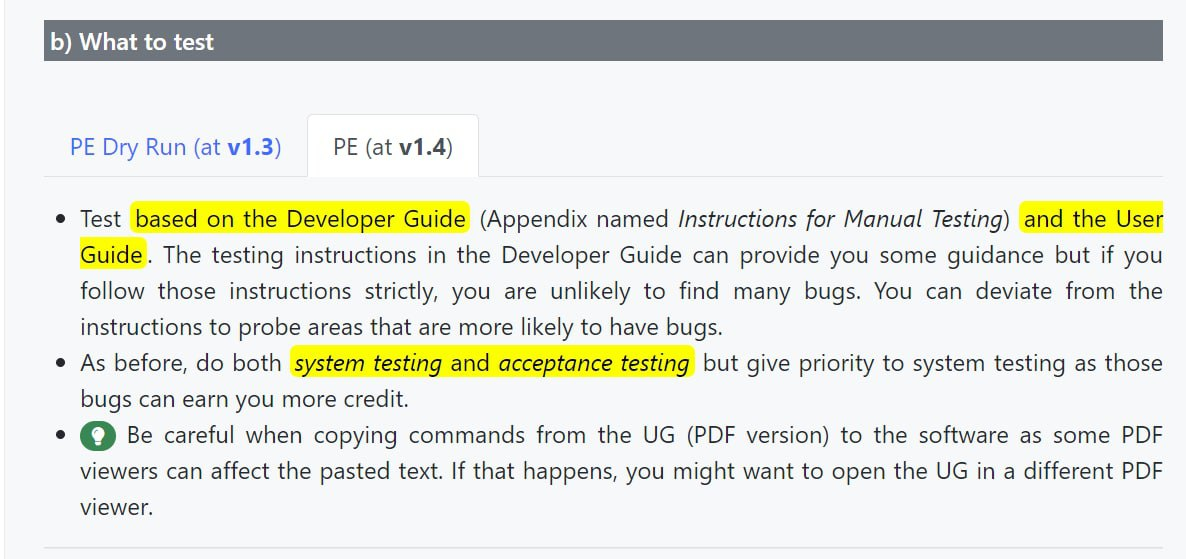 b) What to test
PE Dry Run (at v1.3) PE (at v1.4)
• Test based on the Developer Guide (Appendix named Instructions for Manual Testing) and the User
Guide. The testing instructions in the Developer Guide can provide you some guidance but if you
follow those instructions strictly, you are unlikely to find many bugs. You can deviate from the
instructions to probe areas that are more likely to have bugs.
• As before, do both system testing and acceptance testing but give priority to system testing as those
bugs can earn you more credit.
• Be careful when copying commands from the UG (PDF version) to the software as some PDF
viewers can affect the pasted text. If that happens, you might want to open the UG in a different PDF
viewer.